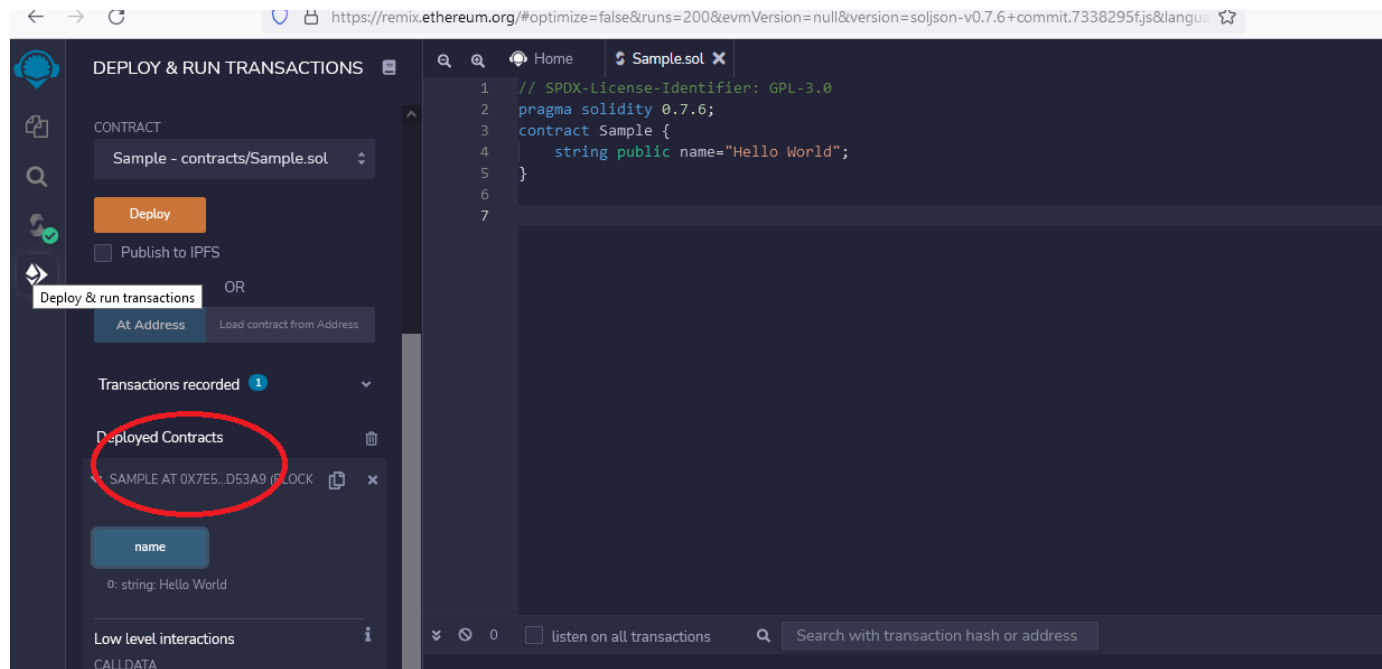 https://remix.ethereum.org/#optimize=false&runs=200&evmVersion=null&version=soljson-v0.7.6+commit.7338295f.js&langua
DEPLOY & RUN TRANSACTIONS
CONTRACT
Sample - contracts/Sample.sol
Deploy
Publish to IPFS
OR
Deploy & run transactions
At Address Load contract from Address
Transactions recorded 1
Deployed Contracts
SAMPLE AT 0X7E5...D53A9 (BLOCK
name
0: string: Hello World
Low level interactions
CALLDATA
Home Sample.sol
1 // SPDX-License-Identifier: GPL-3.0
2 pragma solidity 0.7.6;
3 contract Sample {
4 string public name="Hello World";
5 }
6
7
0 listen on all transactions Search with transaction hash or address